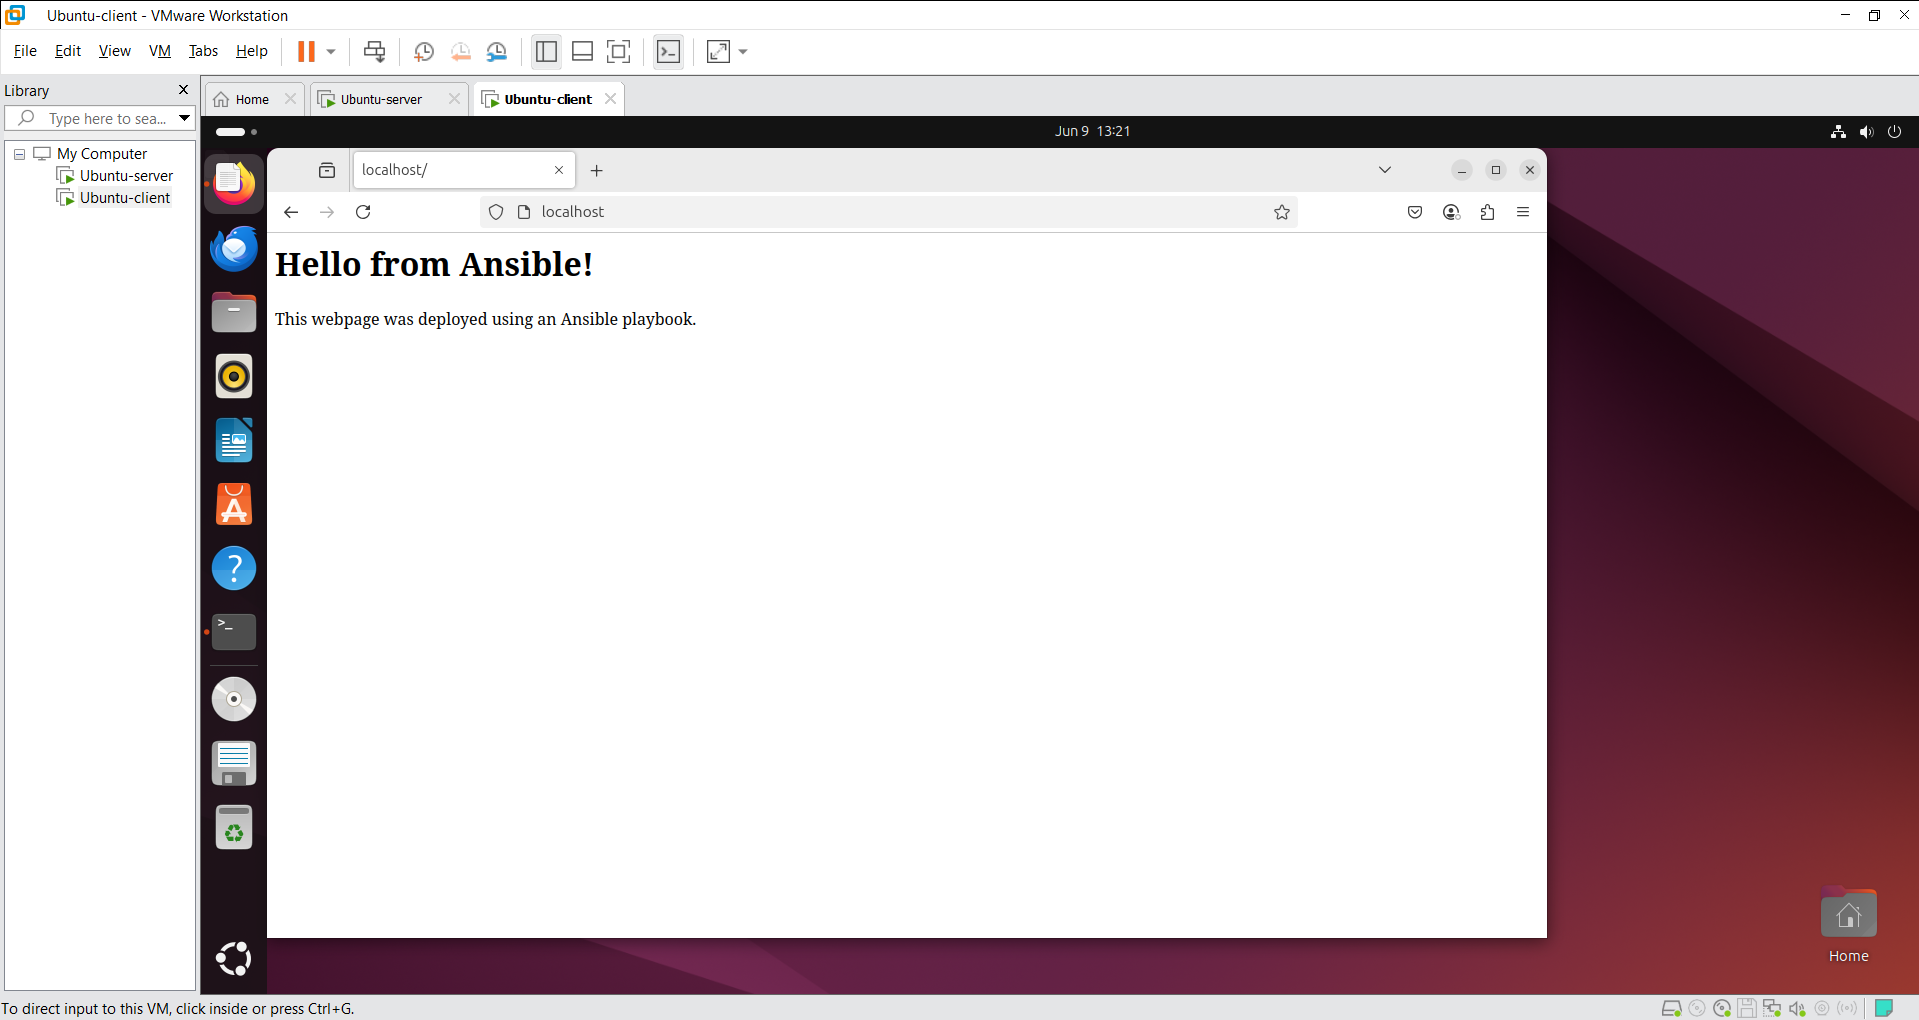 Ubuntu-client - VMware Workstation
File Edit View VM Tabs Help
Library
Type here to sea...
My Computer
Ubuntu-server
Ubuntu-client
Home
Ubuntu-server
Ubuntu-client
Jun 9 13:21
localhost/
localhost
Hello from Ansible!
This webpage was deployed using an Ansible playbook.
Home
To direct input to this VM, click inside or press Ctrl+G.